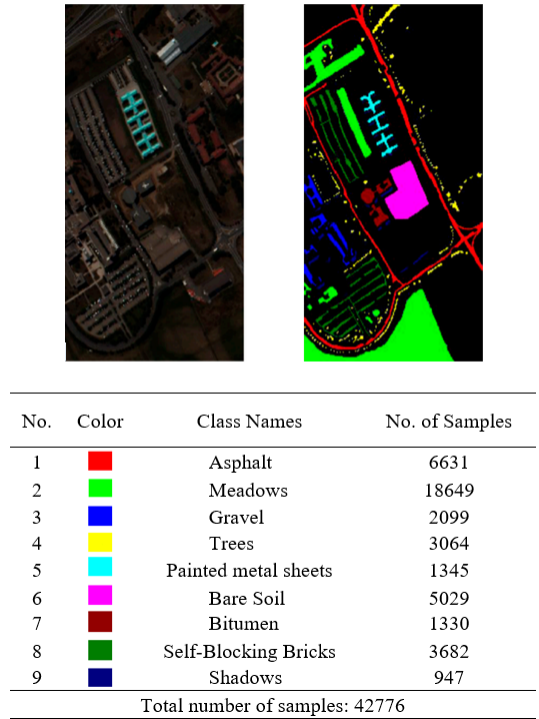 No. Color Class Names No. of Samples
1 Asphalt 6631
2 Meadows 18649
3 Gravel 2099
4 Trees 3064
5 Painted metal sheets 1345
6 Bare Soil 5029
7 Bitumen 1330
8 Self-Blocking Bricks 3682
9 Shadows 947
Total number of samples: 42776